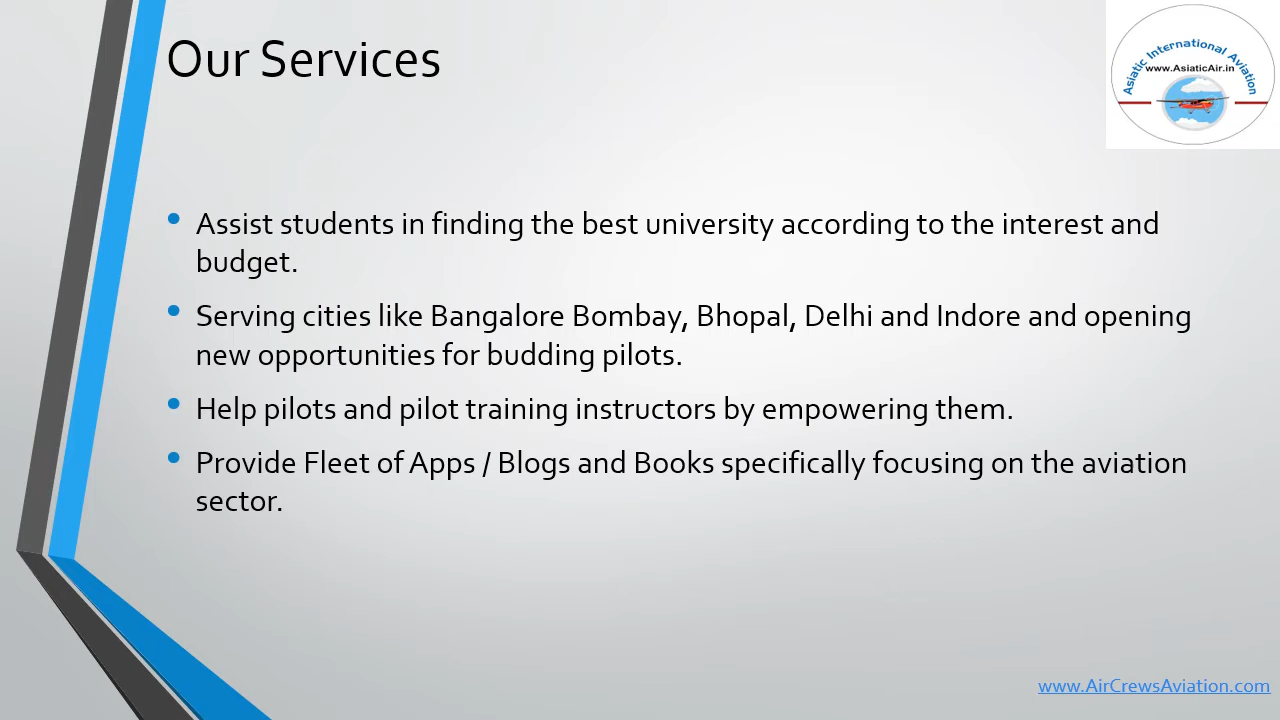 Our Services
Asiatic International Aviation
www.AsiaticAir.in
• Assist students in finding the best university according to the interest and
budget.
• Serving cities like Bangalore Bombay, Bhopal, Delhi and Indore and opening
new opportunities for budding pilots.
• Help pilots and pilot training instructors by empowering them.
• Provide Fleet of Apps / Blogs and Books specifically focusing on the aviation
sector.
www.AirCrewsAviation.com